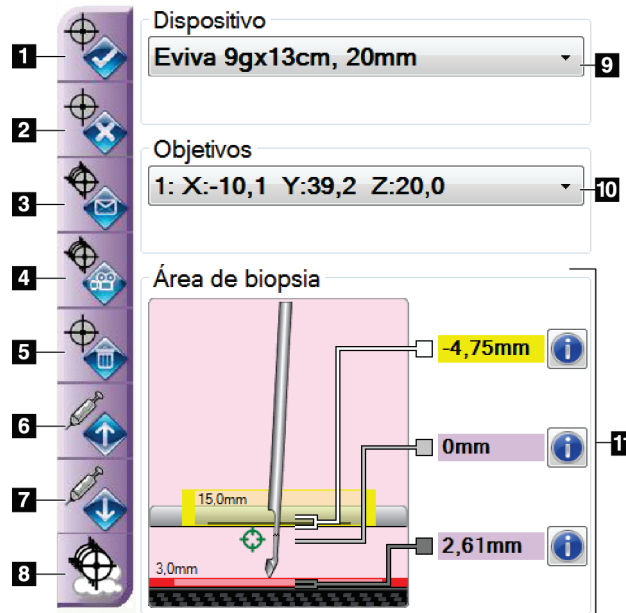 Dispositivo
1
Eviva 9gx13cm, 20mm
9
2
Objetivos
3
1: X:-10,1 Y:39,2 Z:20,0
10
4
Área de biopsia
5
-4,75mm
6
0mm
11
7
15,0mm
8
3,0mm
2,61mm